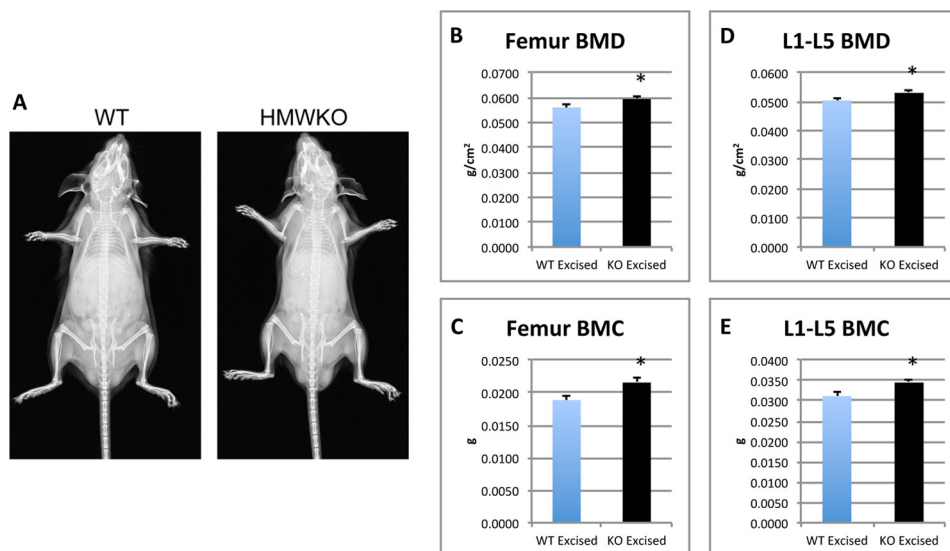 A
WT
HMWKO
B
Femur BMD
g/cm²
0.0700
0.0600
0.0500
0.0400
0.0300
0.0200
0.0100
0.0000
*
WT Excised
KO Excised
C
Femur BMC
g
0.0250
0.0200
0.0150
0.0100
0.0050
0.0000
*
WT Excised
KO Excised
D
L1-L5 BMD
g/cm²
0.0600
0.0500
0.0400
0.0300
0.0200
0.0100
0.0000
*
WT Excised
KO Excised
E
L1-L5 BMC
g
0.0400
0.0350
0.0300
0.0250
0.0200
0.0150
0.0100
0.0050
0.0000
*
WT Excised
KO Excised